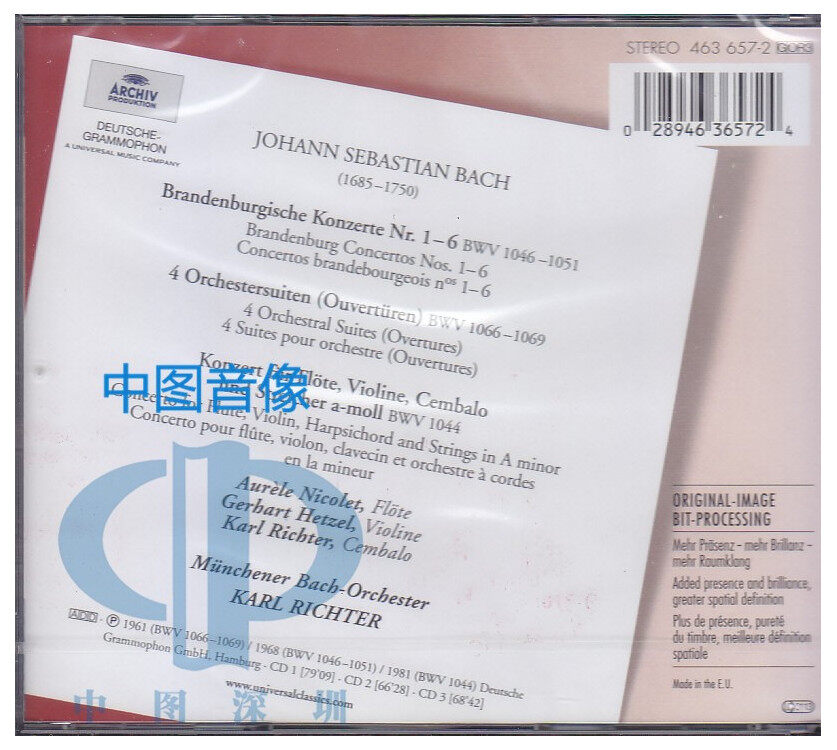 STEREO 463 657-2 GOR3
0 28946 36572 4
ARCHIV
PRODUKTION
DEUTSCHE-
GRAMMOPHON
A UNIVERSAL MUSIC COMPANY
JOHANN SEBASTIAN BACH
(1685–1750)
Brandenburgische Konzerte Nr. 1–6 BWV 1046–1051
Brandenburg Concertos Nos. 1–6
Concertos brandebourgeois nos 1–6
4 Orchestersuiten (Ouvertüren) BWV 1066–1069
4 Orchestral Suites (Overtures)
4 Suites pour orchestre (Ouvertures)
Konzert für Flöte, Violine, Cembalo
und Streicher a-moll BWV 1044
Concerto for Flute, Violin, Harpsichord and Strings in A minor
Concerto pour flûte, violon, clavecin et orchestre à cordes
en la mineur
中图音像
Aurèle Nicolet, Flöte
Gerhart Hetzel, Violine
Karl Richter, Cembalo
Münchener Bach-Orchester
KARL RICHTER
ADD · ℗ 1961 (BWV 1066–1069) / 1968 (BWV 1046–1051) / 1981 (BWV 1044) Deutsche
Grammophon GmbH, Hamburg · CD 1 [79'09] · CD 2 [66'28] · CD 3 [68'42]
www.universalclassics.com
中图深圳
ORIGINAL-IMAGE
BIT-PROCESSING
Mehr Präsenz – mehr Brillanz –
mehr Raumklang
Added presence and brilliance,
greater spatial definition
Plus de présence, pureté
du timbre, meilleure définition
spatiale
Made in the E.U.